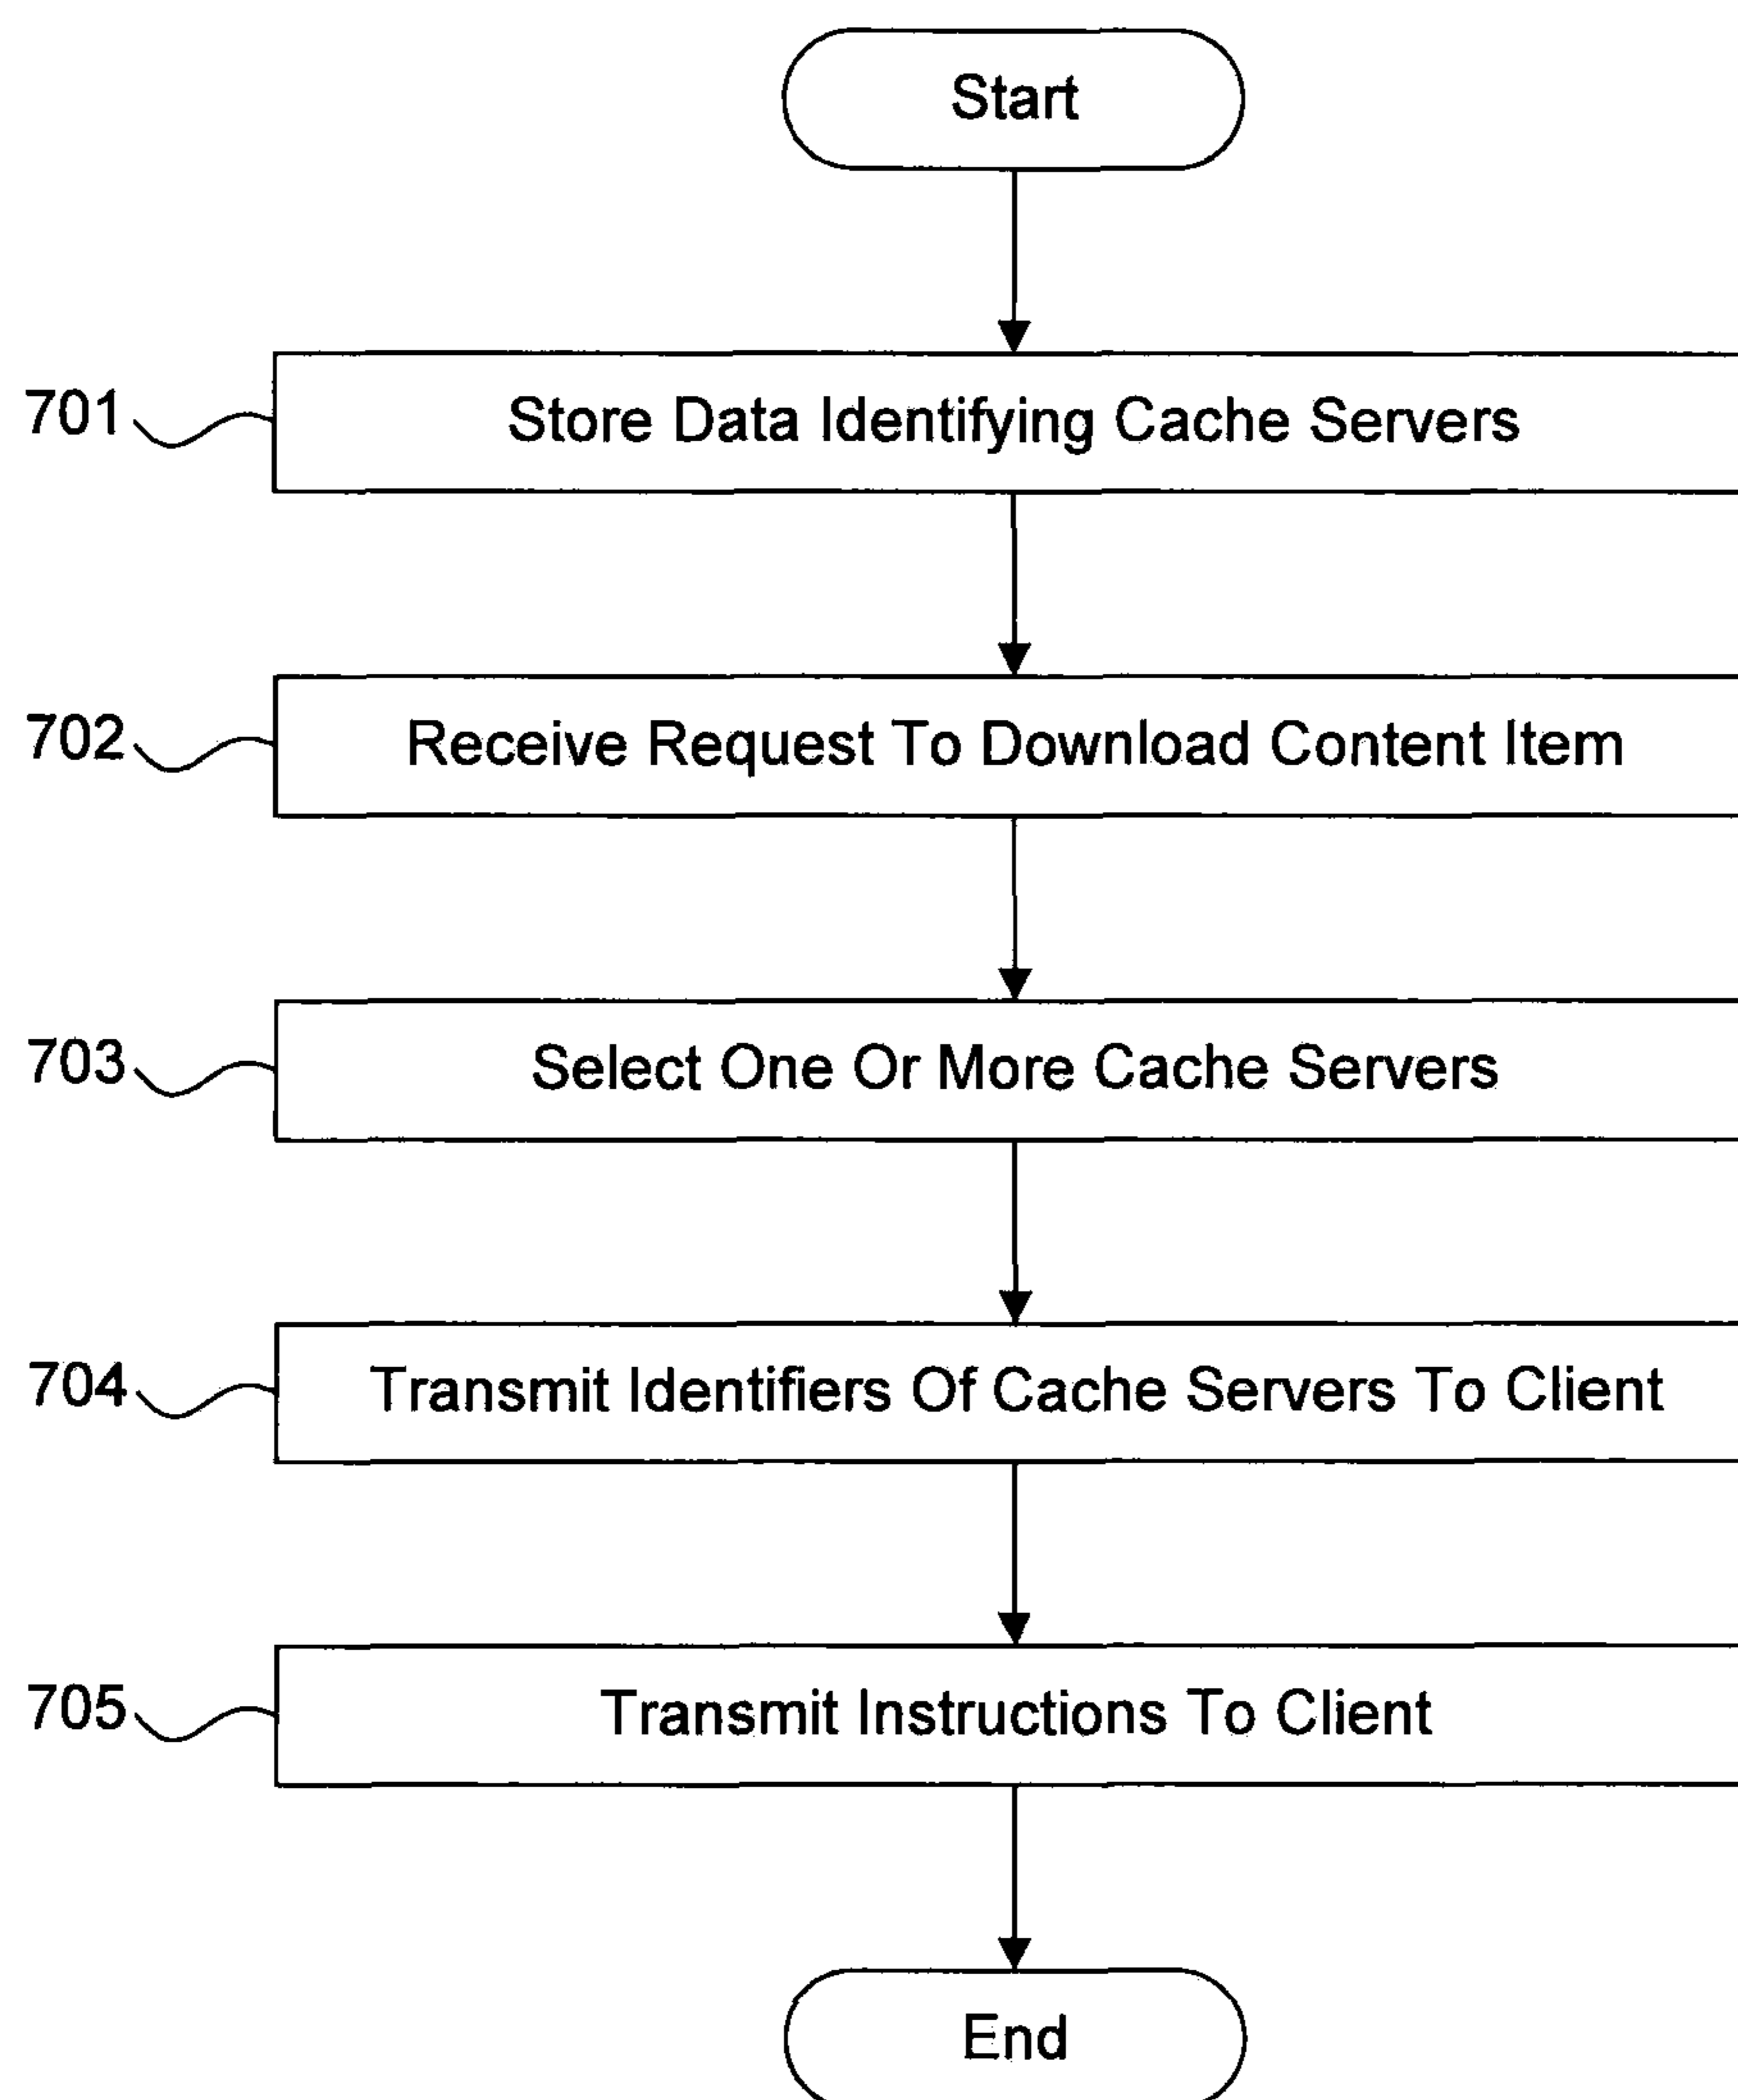 Start
701
Store Data Identifying Cache Servers
702
Receive Request To Download Content Item
703
Select One Or More Cache Servers
704
Transmit Identifiers Of Cache Servers To Client
705
Transmit Instructions To Client
End